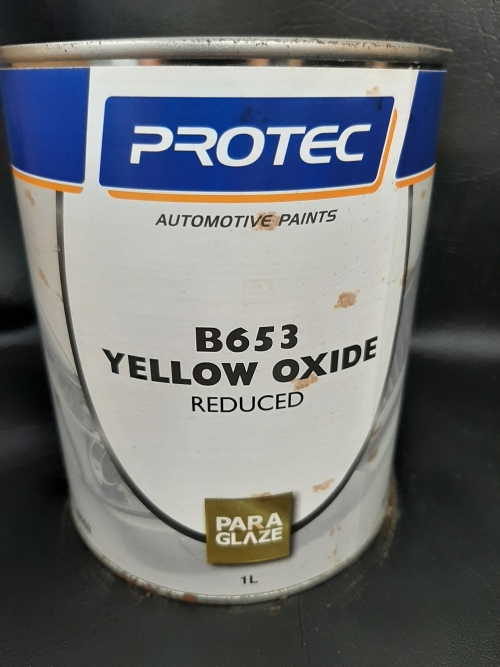 PROTEC
AUTOMOTIVE PAINTS
B653
YELLOW OXIDE
REDUCED
PARA
GLAZE
1L